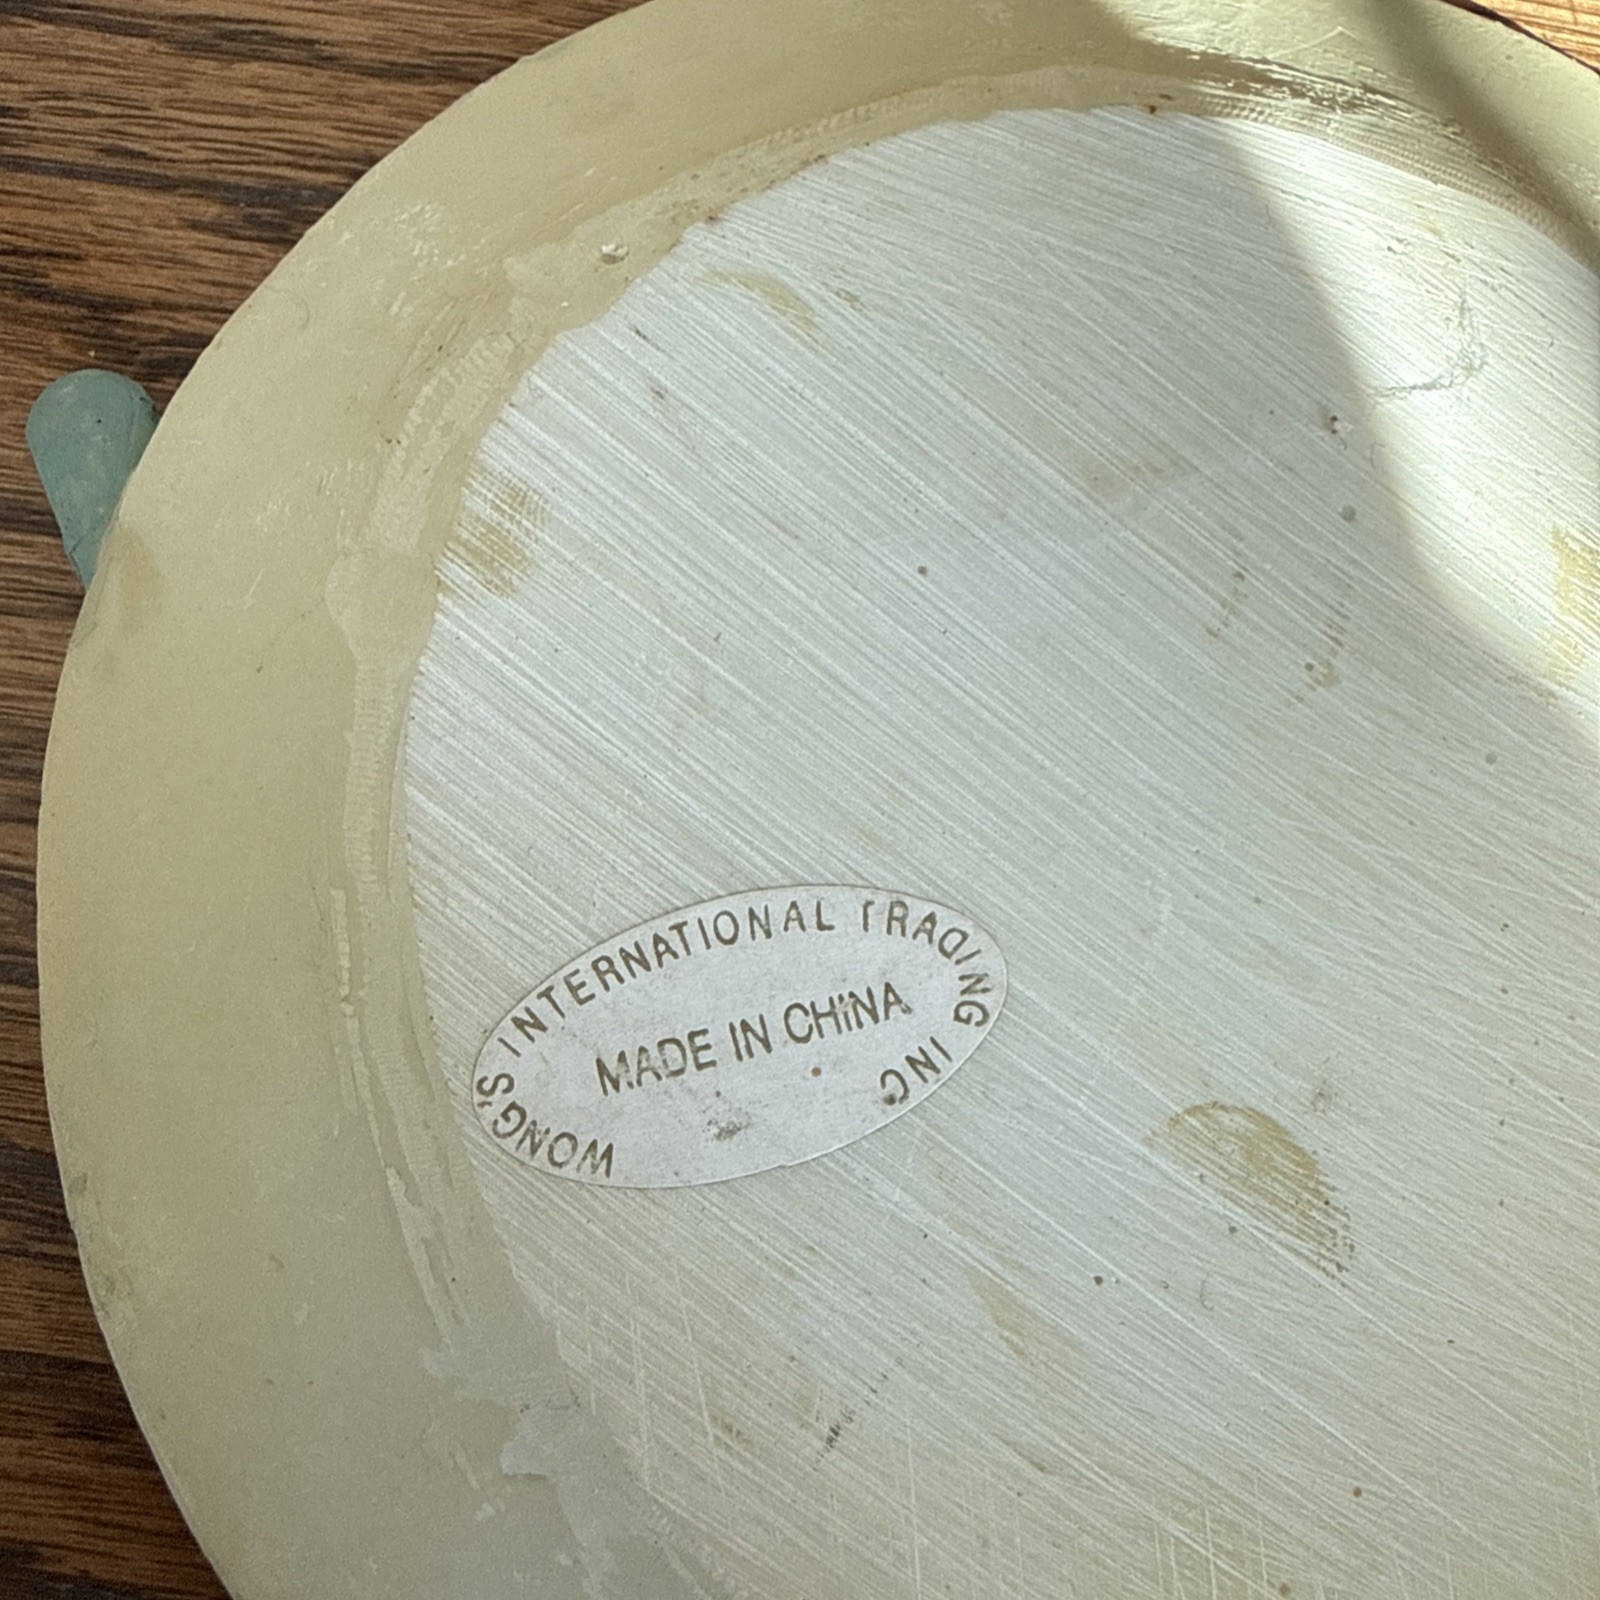 WONG'S INTERNATIONAL TRADING INC
MADE IN CHINA